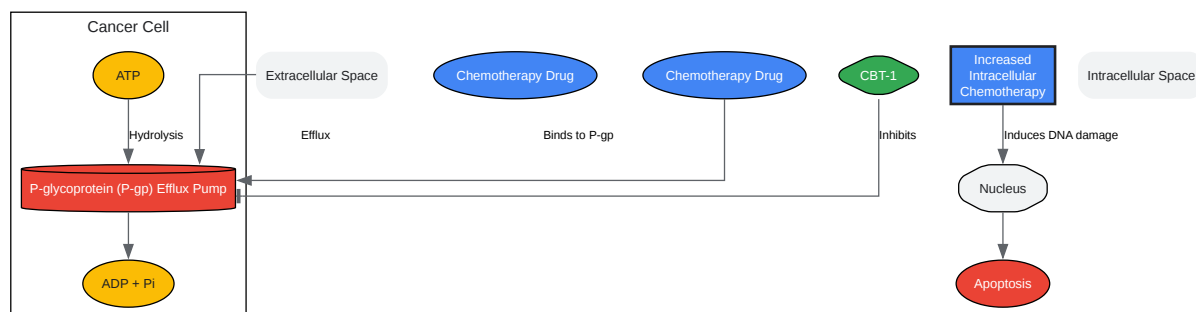 Cancer Cell
ATP
Extracellular Space
Chemotherapy Drug
Chemotherapy Drug
CBT-1
Increased
Intracellular
Chemotherapy
Intracellular Space
Hydrolysis
Efflux
Binds to P-gp
Inhibits
Induces DNA damage
P-glycoprotein (P-gp) Efflux Pump
Nucleus
ADP + Pi
Apoptosis